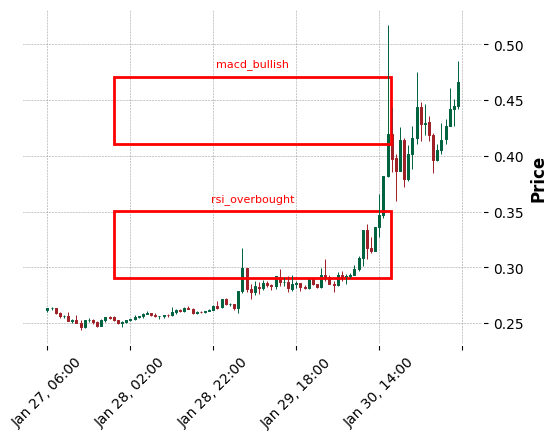 macd_bullish
rsi_overbought
0.50
0.45
0.40
0.35
0.30
0.25
Price
Jan 27, 06:00
Jan 28, 02:00
Jan 28, 22:00
Jan 29, 18:00
Jan 30, 14:00